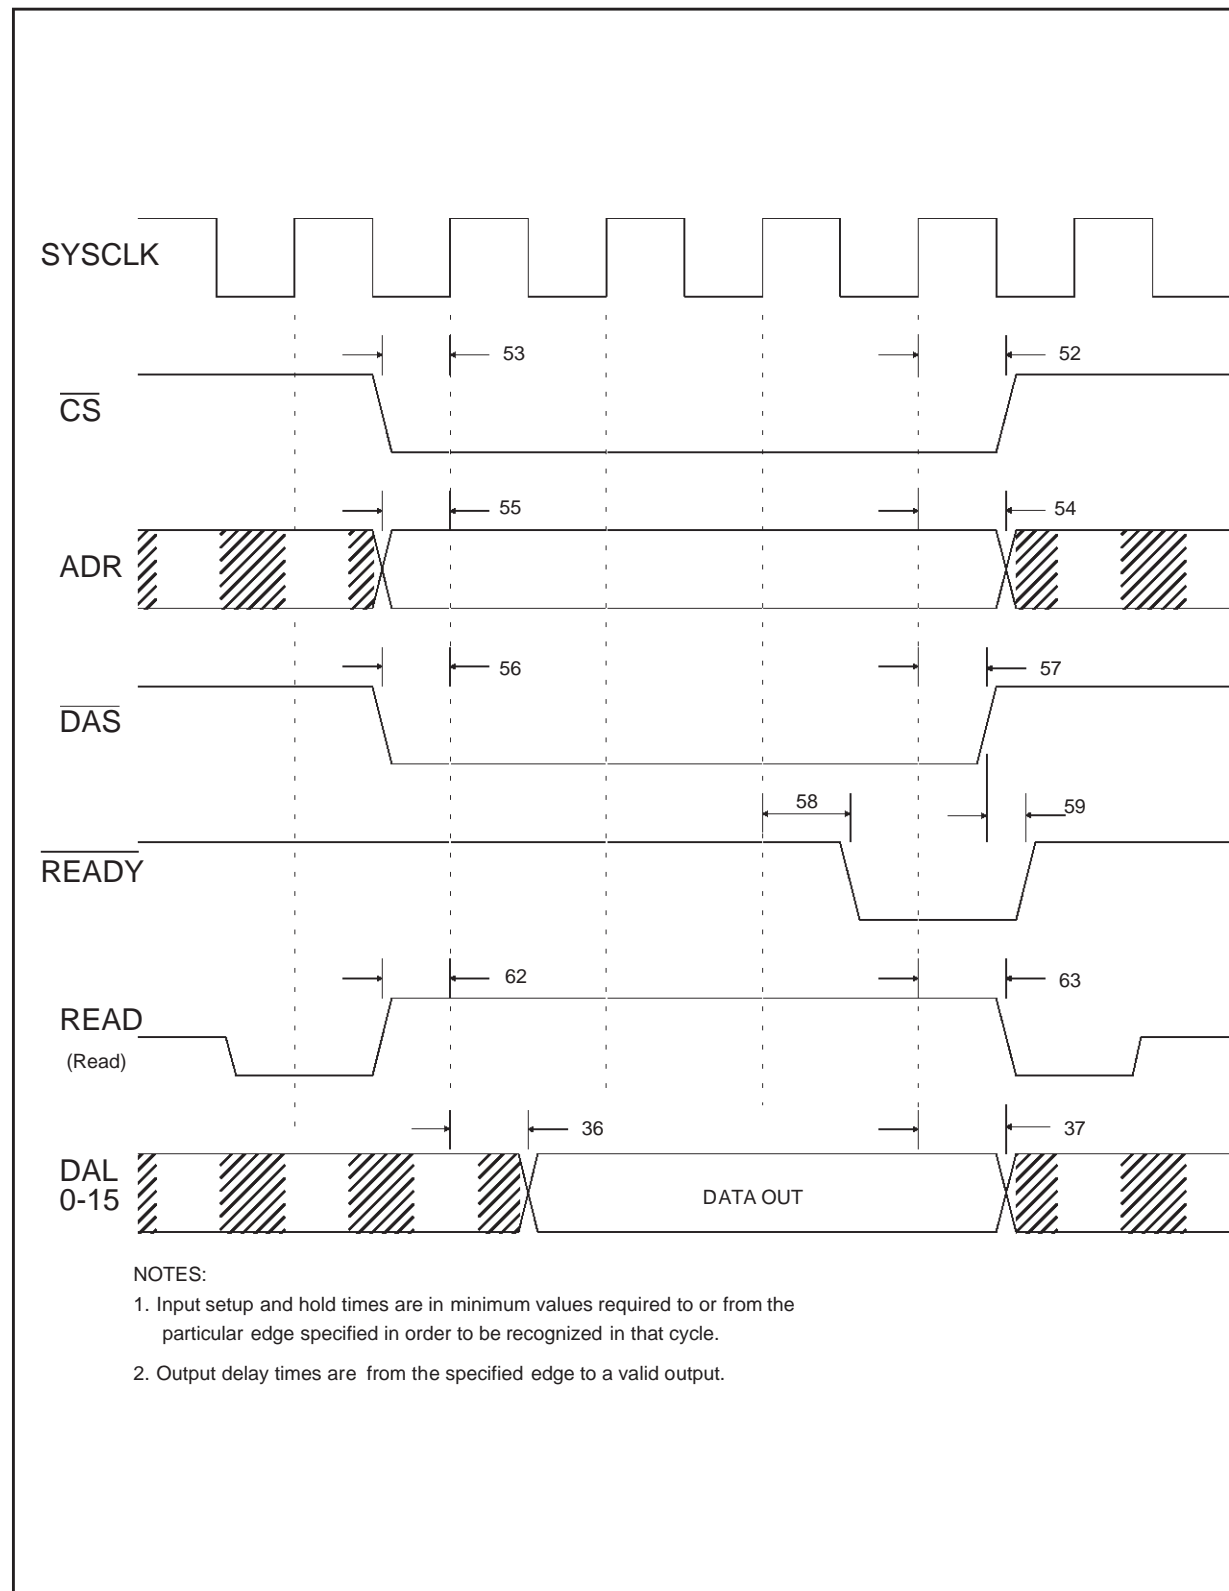 SYSCLK
53
52
CS
55
54
ADR
56
57
DAS
58
59
READY
62
63
READ
(Read)
36
37
DAL
0-15
DATA OUT
NOTES:
1. Input setup and hold times are in minimum values required to or from the
particular edge specified in order to be recognized in that cycle.
2. Output delay times are from the specified edge to a valid output.